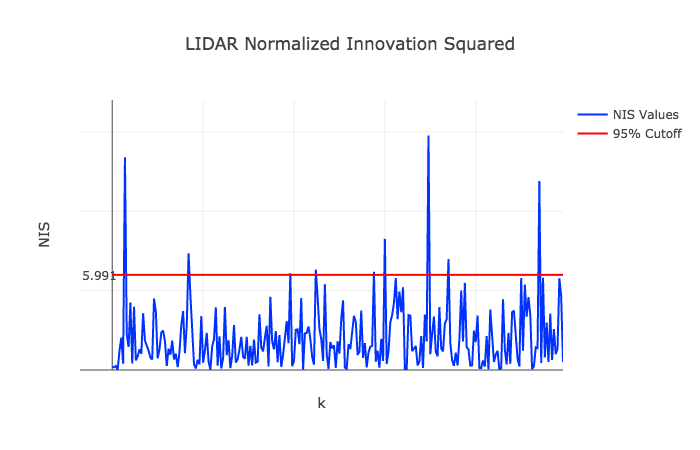 LIDAR Normalized Innovation Squared
NIS Values
95% Cutoff
NIS
5.991
k